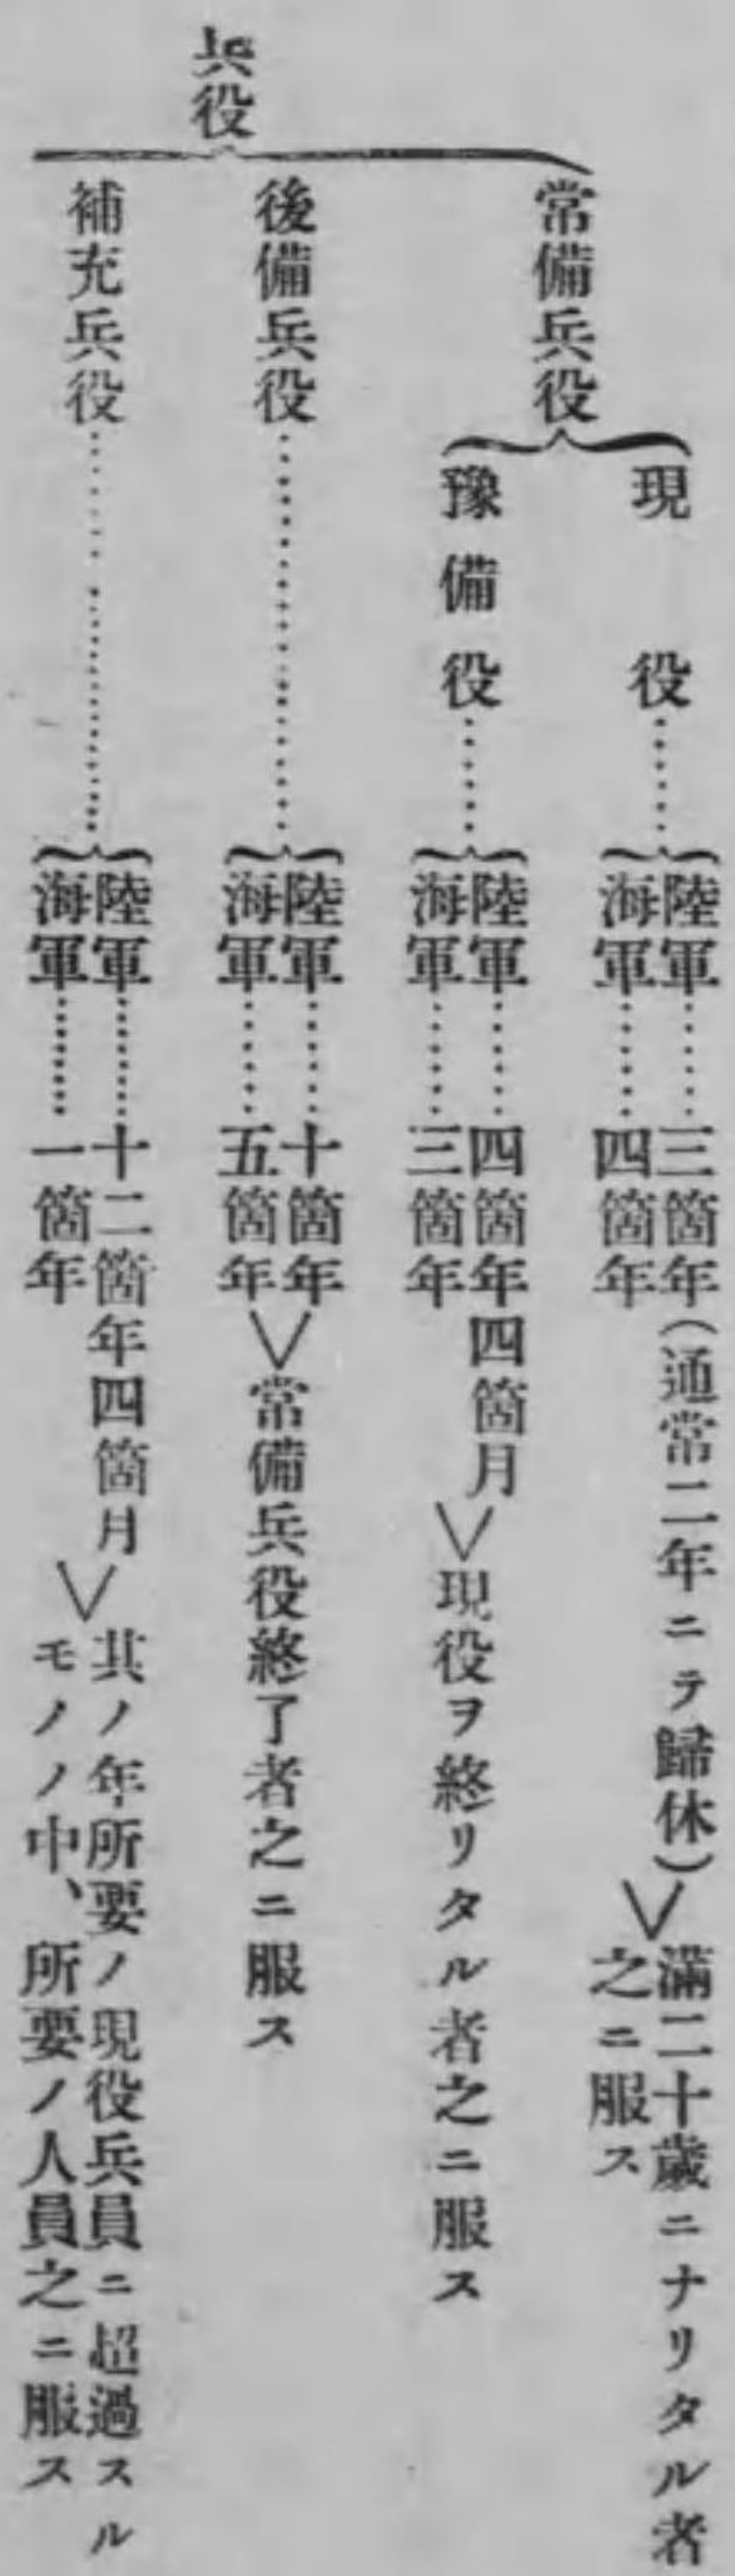 兵役
常備兵役
現役……
陸軍……三箇年(通常二年ニテ歸休)
海軍……四箇年
滿二十歲ニナリタル者
之ニ服ス
豫備役……
陸軍……四箇年四箇月
海軍……三箇年
現役ヲ終リタル者之ニ服ス
後備兵役……
陸軍……十箇年
海軍……五箇年
常備兵役終了者之ニ服ス
補充兵役……
陸軍……十二箇年四箇月
海軍……一箇年
其ノ年所要ノ現役兵員ニ超過スル
モノノ中、所要ノ人員之ニ服ス